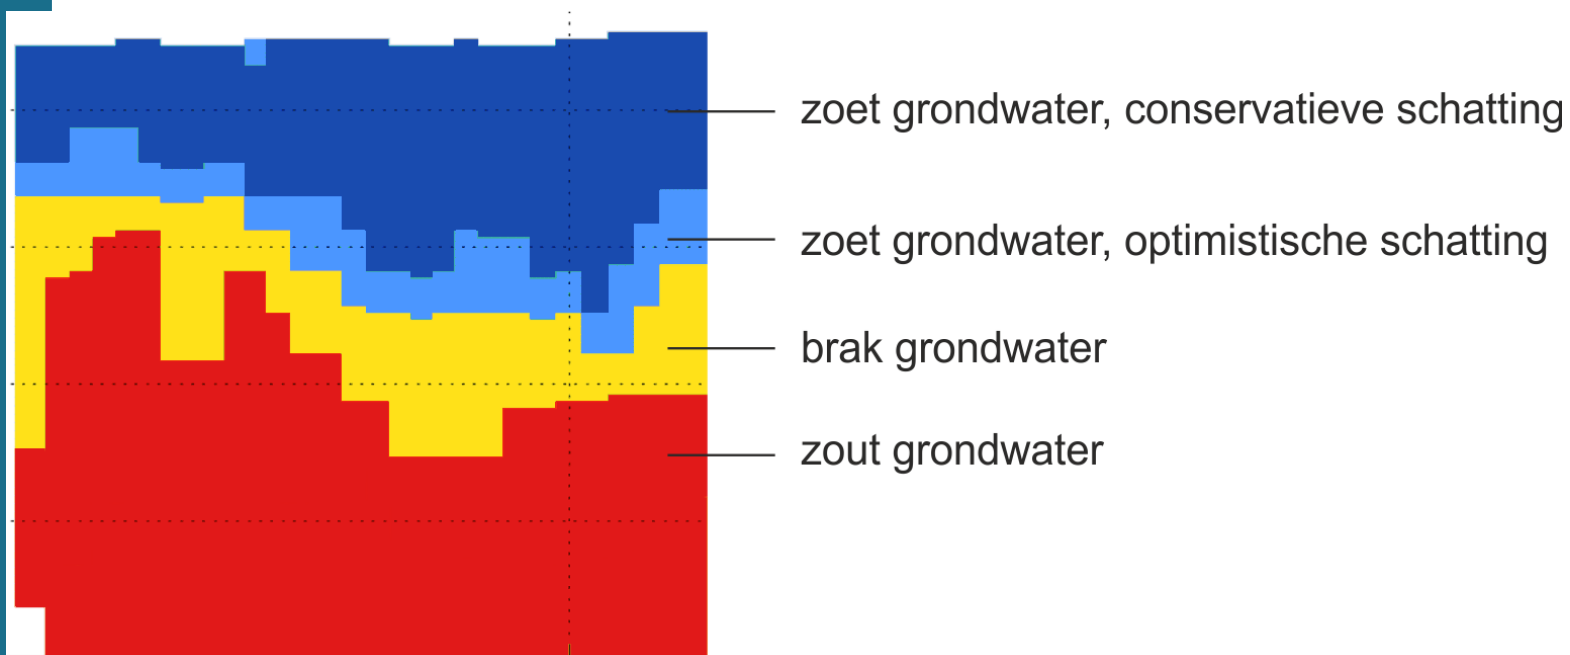 zoet grondwater, conservatieve schatting
zoet grondwater, optimistische schatting
brak grondwater
zout grondwater